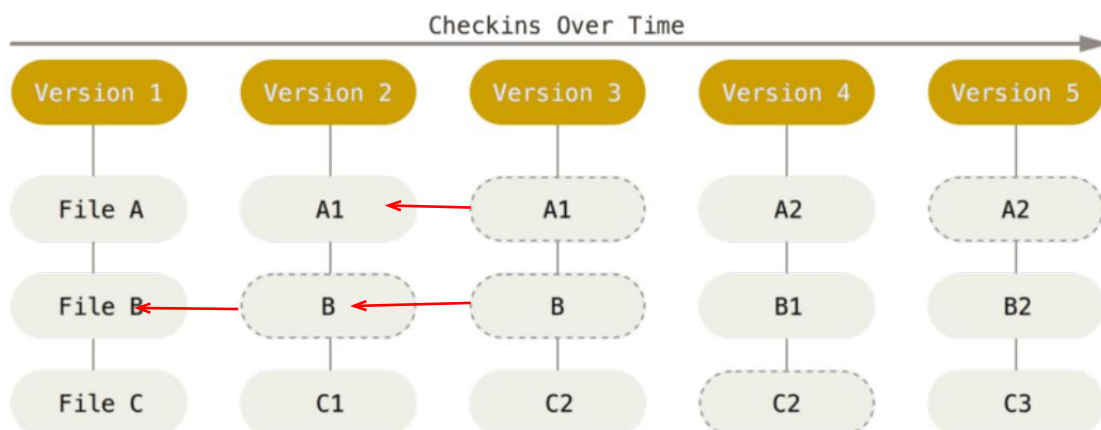 Checkins Over Time
Version 1 Version 2 Version 3 Version 4 Version 5
File A A1 A1 A2 A2
File B B B B1 B2
File C C1 C2 C2 C3